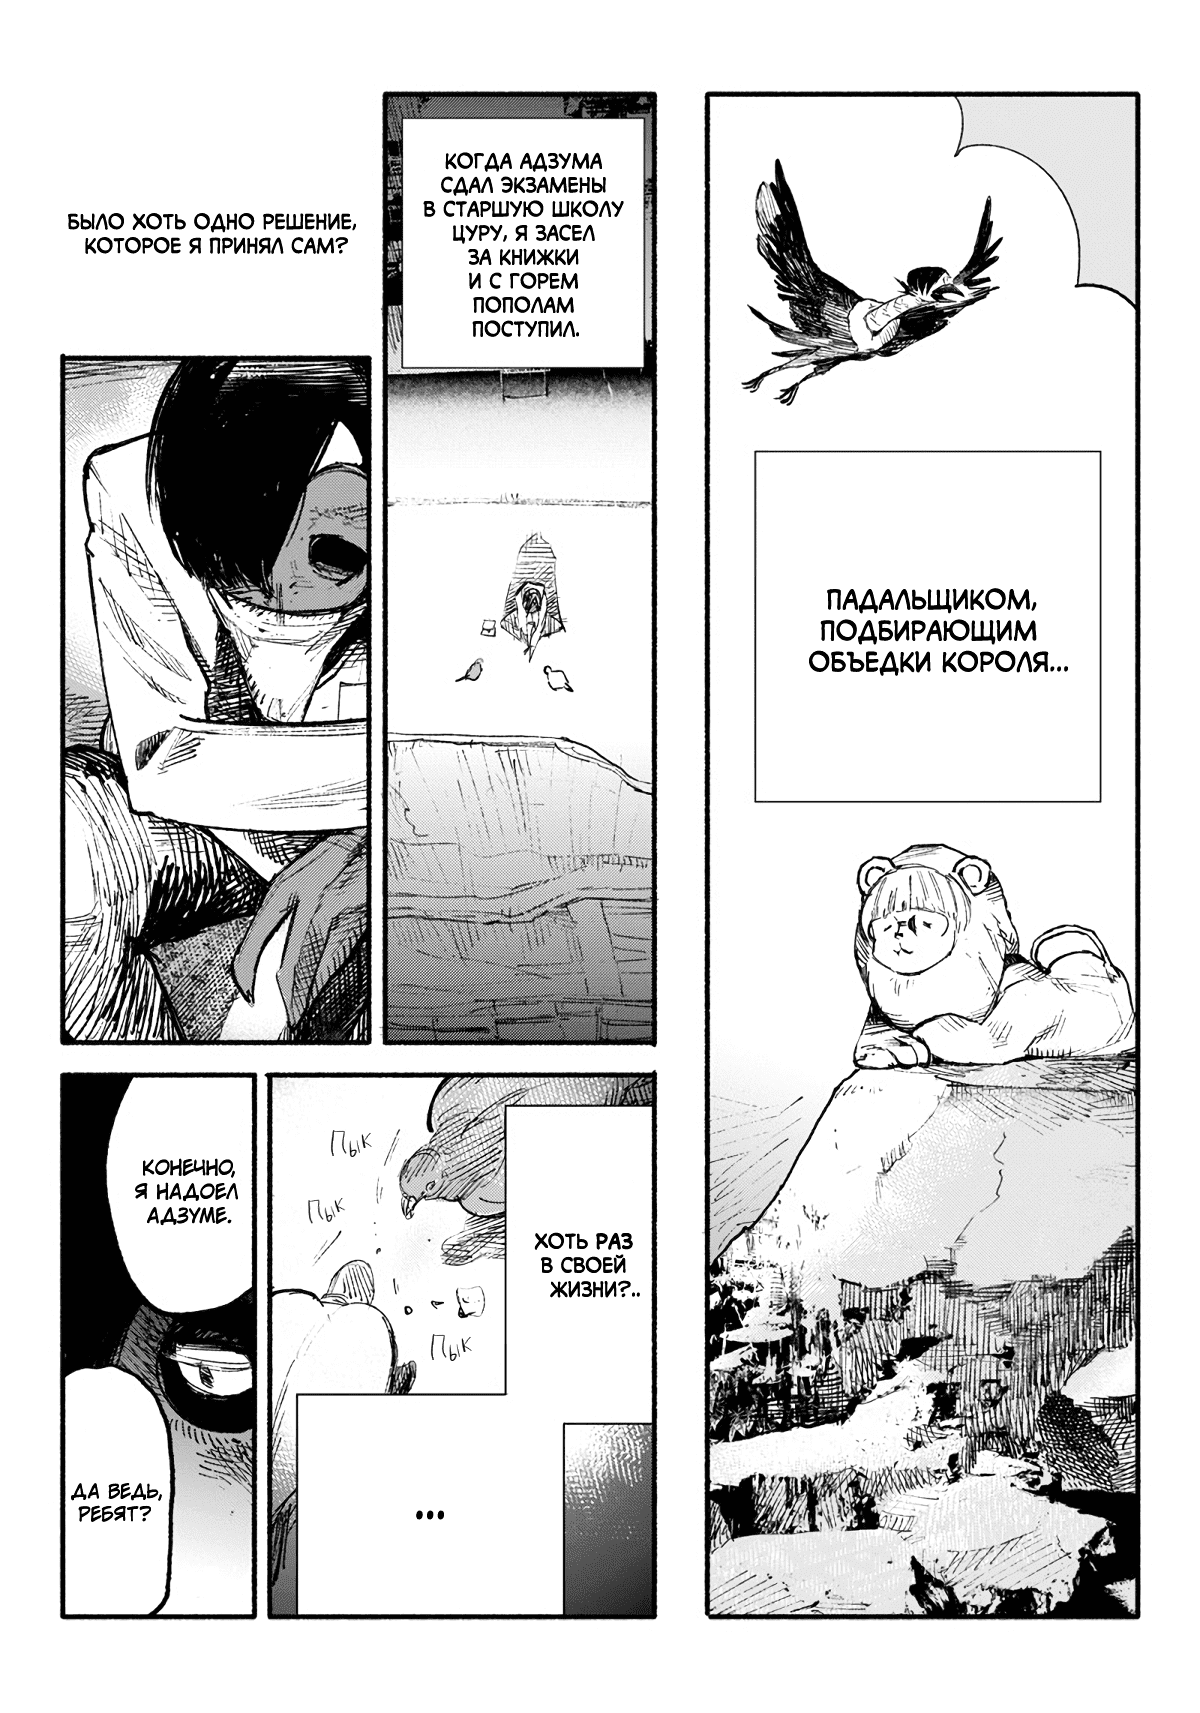 ПАДАЛЬЩИКОМ,
ПОДБИРАЮЩИМ
ОБЪЕДКИ КОРОЛЯ...
КОГДА АДЗУМА
СДАЛ ЭКЗАМЕНЫ
В СТАРШУЮ ШКОЛУ
ЦУРУ, Я ЗАСЕЛ
ЗА КНИЖКИ
И С ГОРЕМ
ПОПОЛАМ
ПОСТУПИЛ.
БЫЛО ХОТЬ ОДНО РЕШЕНИЕ,
КОТОРОЕ Я ПРИНЯЛ САМ?
ХОТЬ РАЗ
В СВОЕЙ
ЖИЗНИ?..
ПЫК
ПЫК
ПЫК
...
КОНЕЧНО,
Я НАДОЕЛ
АДЗУМЕ.
ДА ВЕДЬ,
РЕБЯТ?